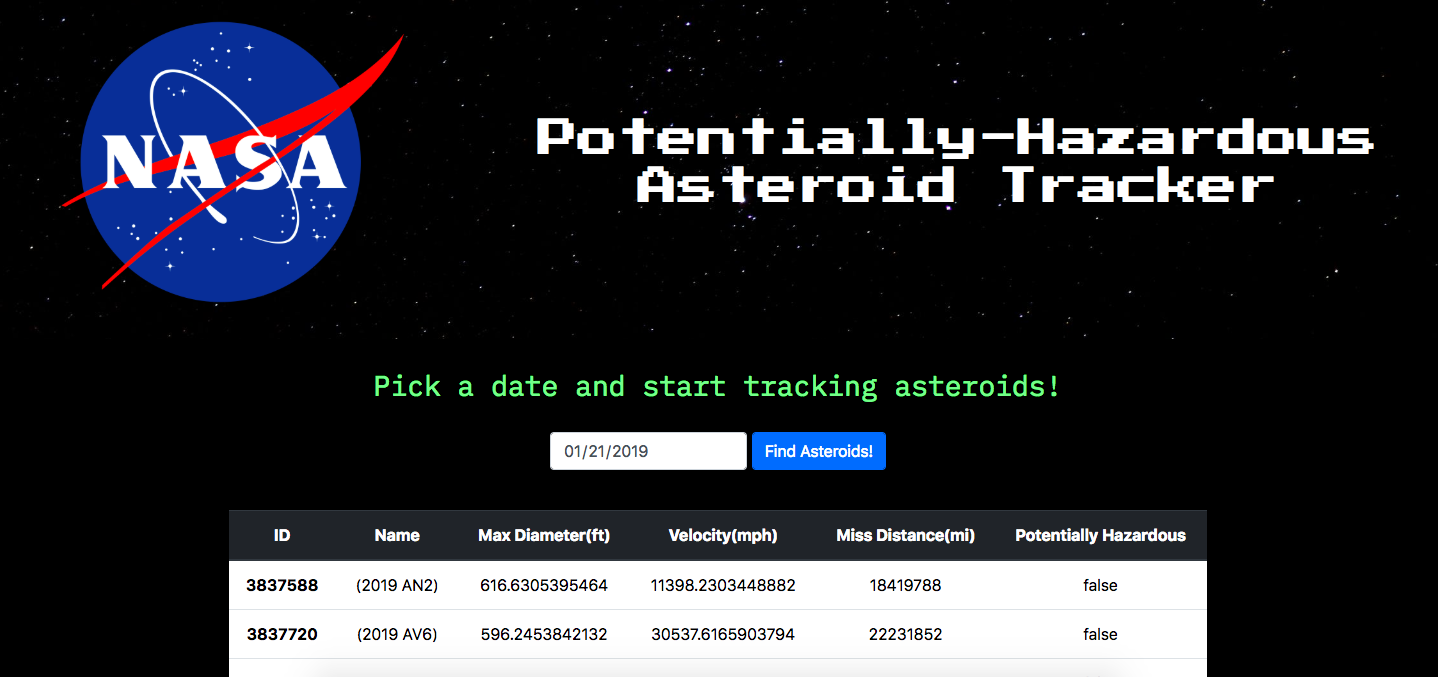 NASA
Potentially-Hazardous
Asteroid Tracker
Pick a date and start tracking asteroids!
01/21/2019 Find Asteroids!
ID Name Max Diameter(ft) Velocity(mph) Miss Distance(mi) Potentially Hazardous
3837588 (2019 AN2) 616.6305395464 11398.2303448882 18419788 false
3837720 (2019 AV6) 596.2453842132 30537.6165903794 22231852 false